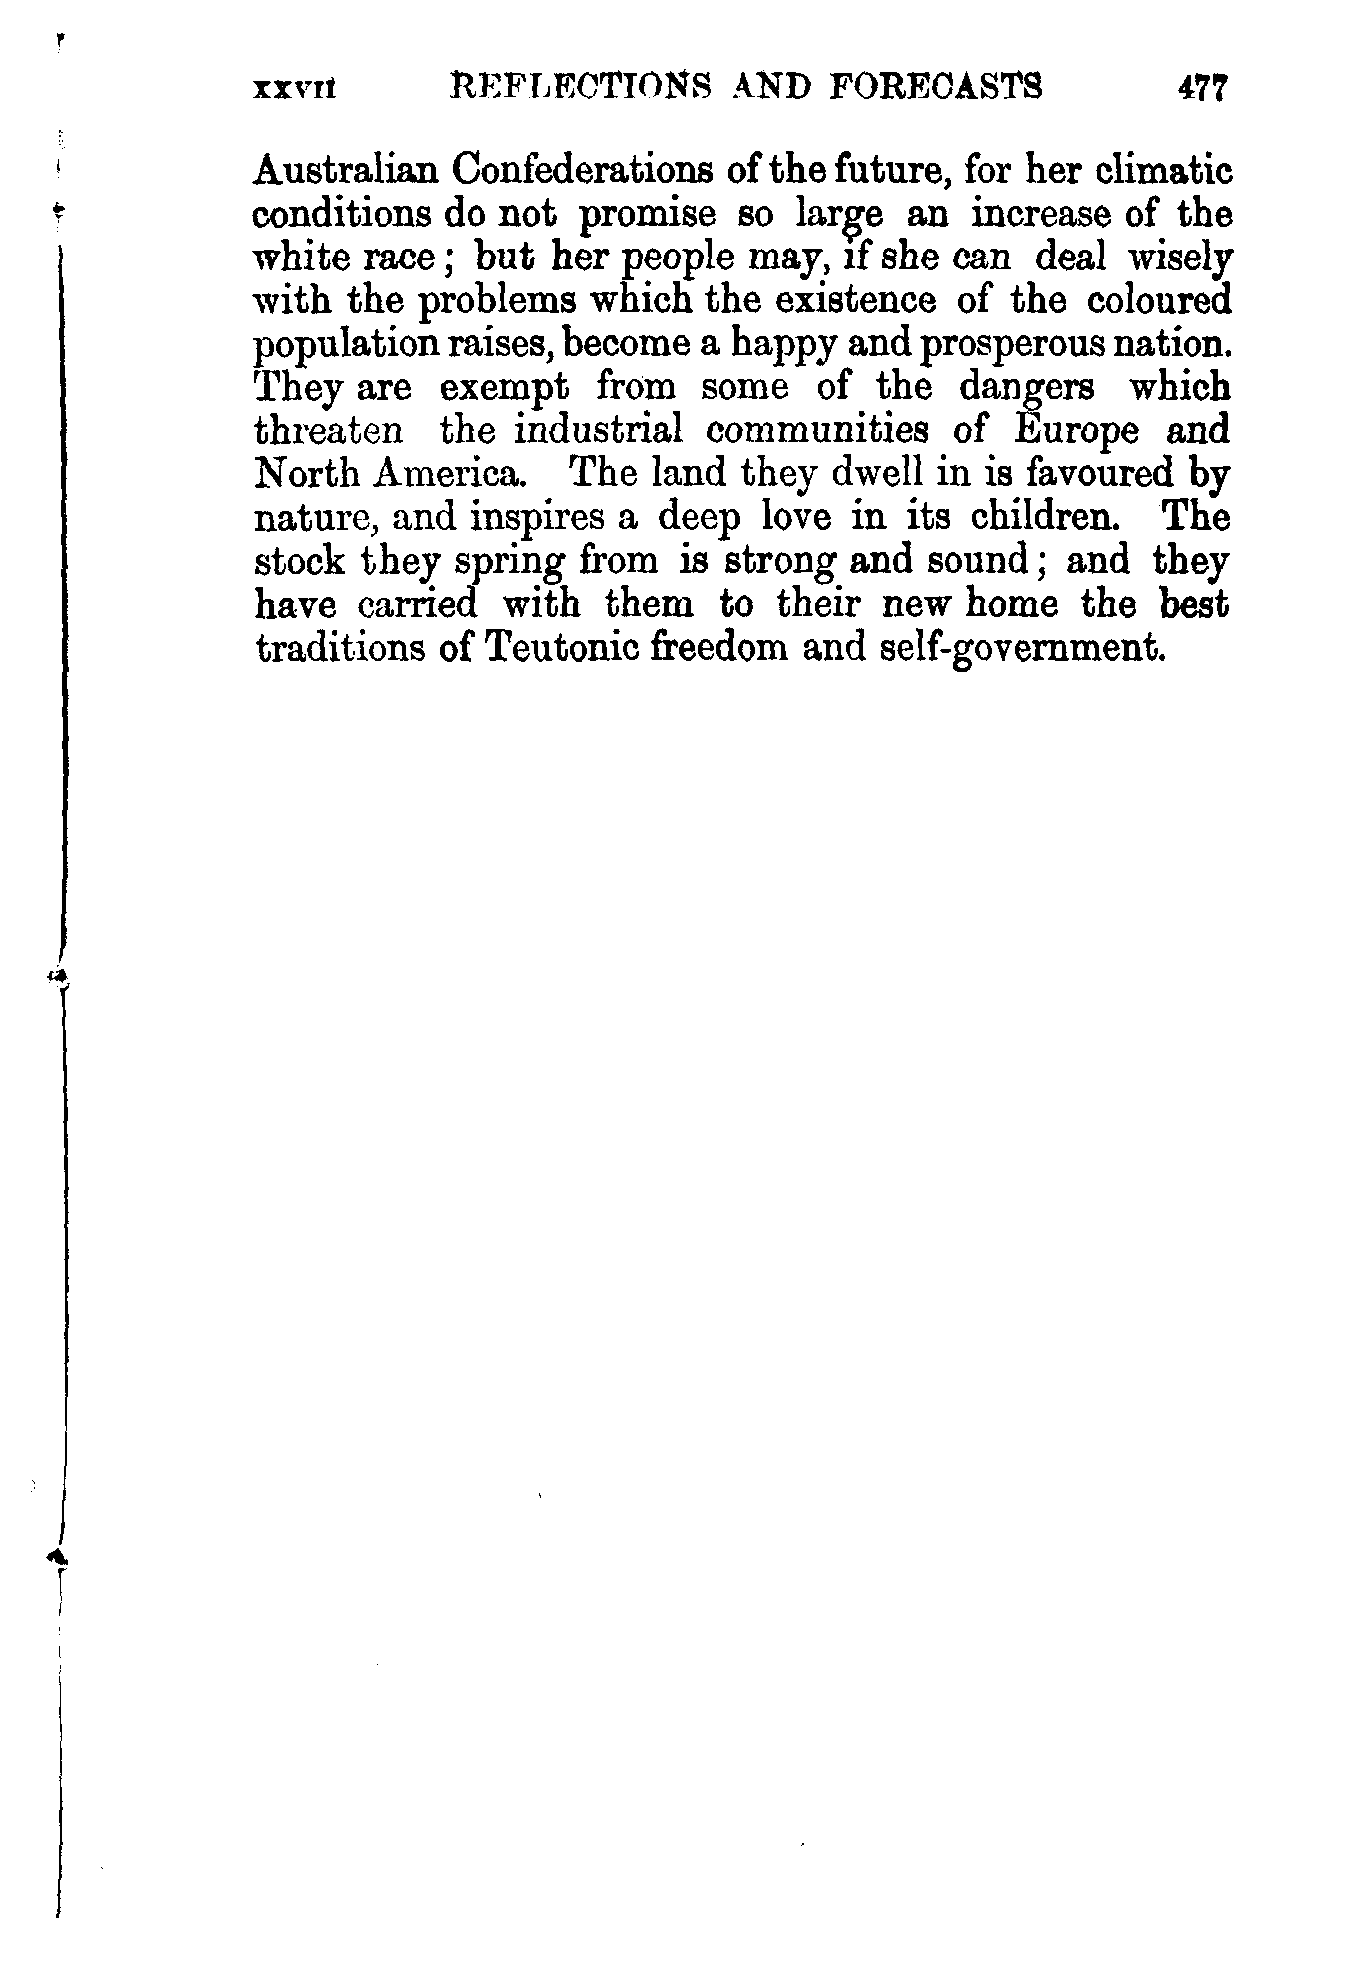 XXVII REFLECTIONS AND FORECASTS 477
Australian Confederations of the future, for her climatic
conditions do not promise so large an increase of the
white race; but her people may, if she can deal wisely
with the problems which the existence of the coloured
population raises, become a happy and prosperous nation.
They are exempt from some of the dangers which
threaten the industrial communities of Europe and
North America. The land they dwell in is favoured by
nature, and inspires a deep love in its children. The
stock they spring from is strong and sound; and they
have carried with them to their new home the best
traditions of Teutonic freedom and self-government.